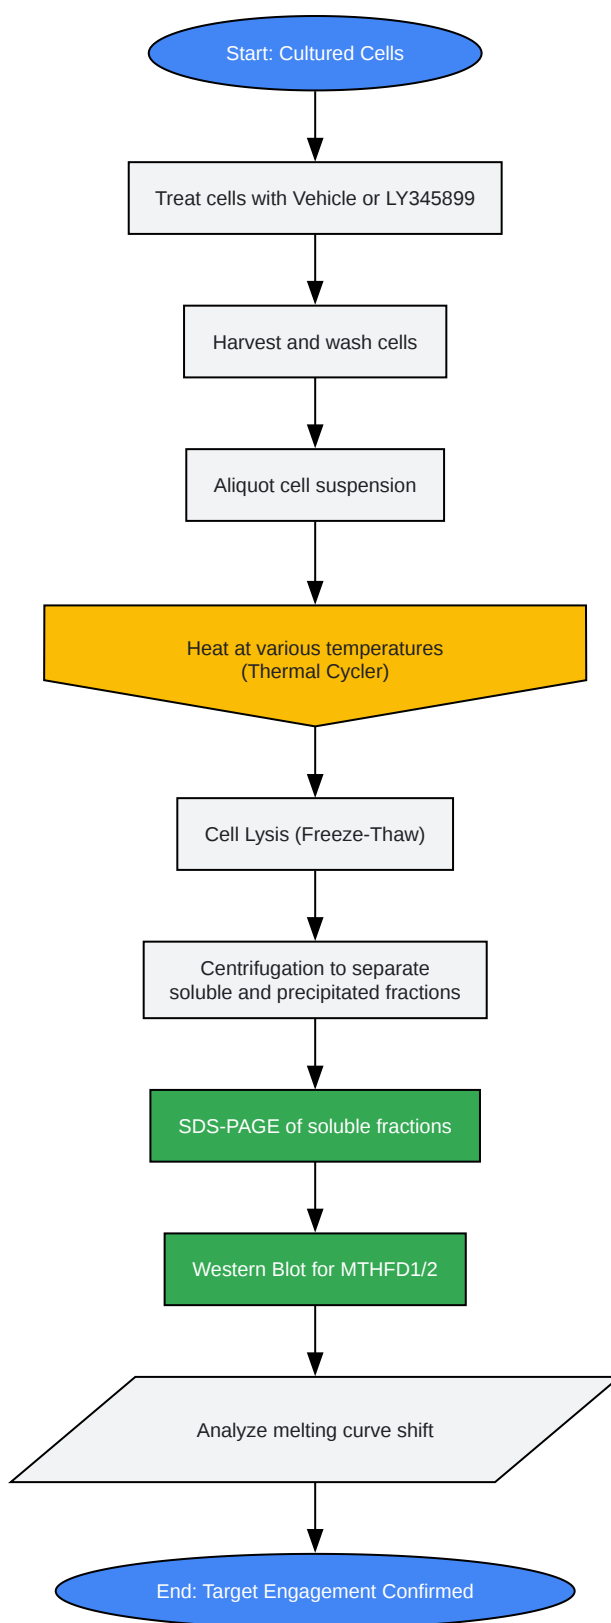 Start: Cultured Cells
Treat cells with Vehicle or LY345899
Harvest and wash cells
Aliquot cell suspension
Heat at various temperatures
(Thermal Cycler)
Cell Lysis (Freeze-Thaw)
Centrifugation to separate
soluble and precipitated fractions
SDS-PAGE of soluble fractions
Western Blot for MTHFD1/2
Analyze melting curve shift
End: Target Engagement Confirmed